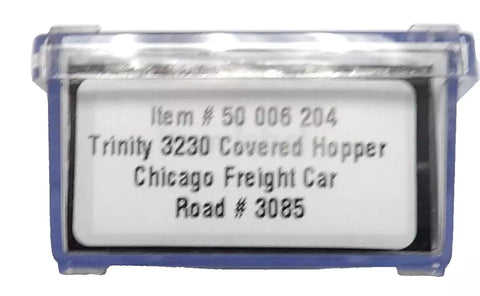 Item # 50 006 204
Trinity 3230 Covered Hopper
Chicago Freight Car
Road # 3085